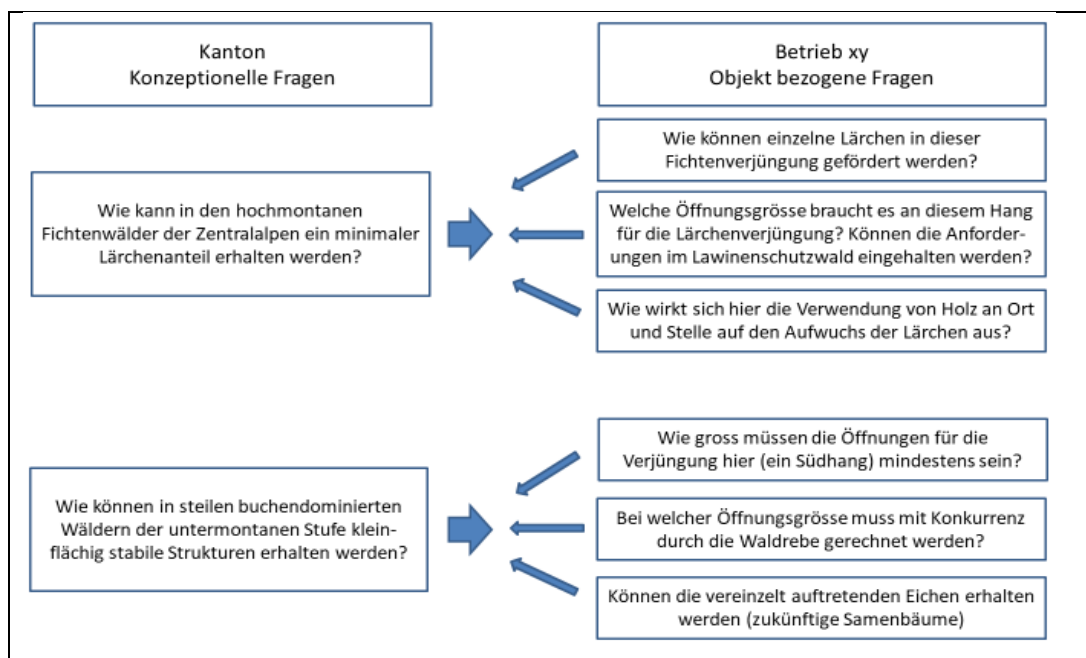 Kanton
Konzeptionelle Fragen
Betrieb xy
Objekt bezogene Fragen
Wie kann in den hochmontanen
Fichtenwälder der Zentralalpen ein minimaler
Lärchenanteil erhalten werden?
Wie können einzelne Lärchen in dieser
Fichtenverjüngung gefördert werden?
Welche Öffnungsgrösse braucht es an diesem Hang
für die Lärchenverjüngung? Können die Anforder-
ungen im Lawinenschutzwald eingehalten werden?
Wie wirkt sich hier die Verwendung von Holz an Ort
und Stelle auf den Aufwuchs der Lärchen aus?
Wie können in steilen buchendominierten
Wäldern der untermontanen Stufe klein-
flächig stabile Strukturen erhalten werden?
Wie gross müssen die Öffnungen für die
Verjüngung hier (ein Südhang) mindestens sein?
Bei welcher Öffnungsgrösse muss mit Konkurrenz
durch die Waldrebe gerechnet werden?
Können die vereinzelt auftretenden Eichen erhalten
werden (zukünftige Samenbäume)